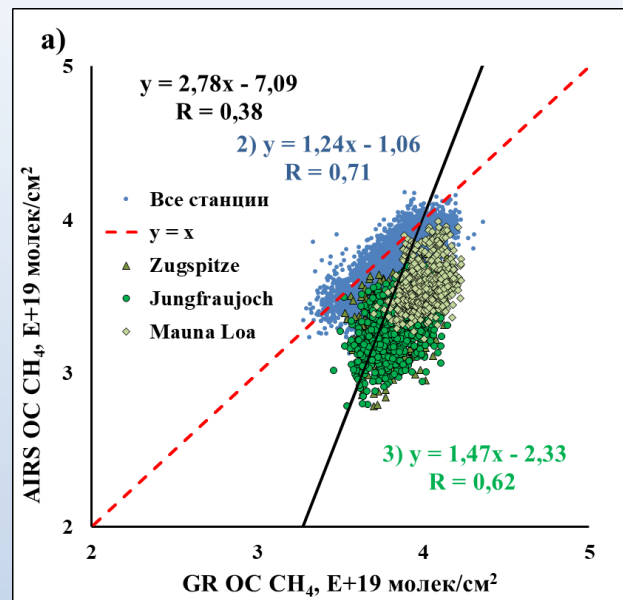 а)
5
y = 2,78x - 7,09
R = 0,38
2) y = 1,24x - 1,06
R = 0,71
Все станции
y = x
Zugspitze
Jungfraujoch
Mauna Loa
4
3
2
3) y = 1,47x - 2,33
R = 0,62
AIRS ОС CH₄, E+19 молек/см²
2
3
4
5
GR ОС CH₄, E+19 молек/см²